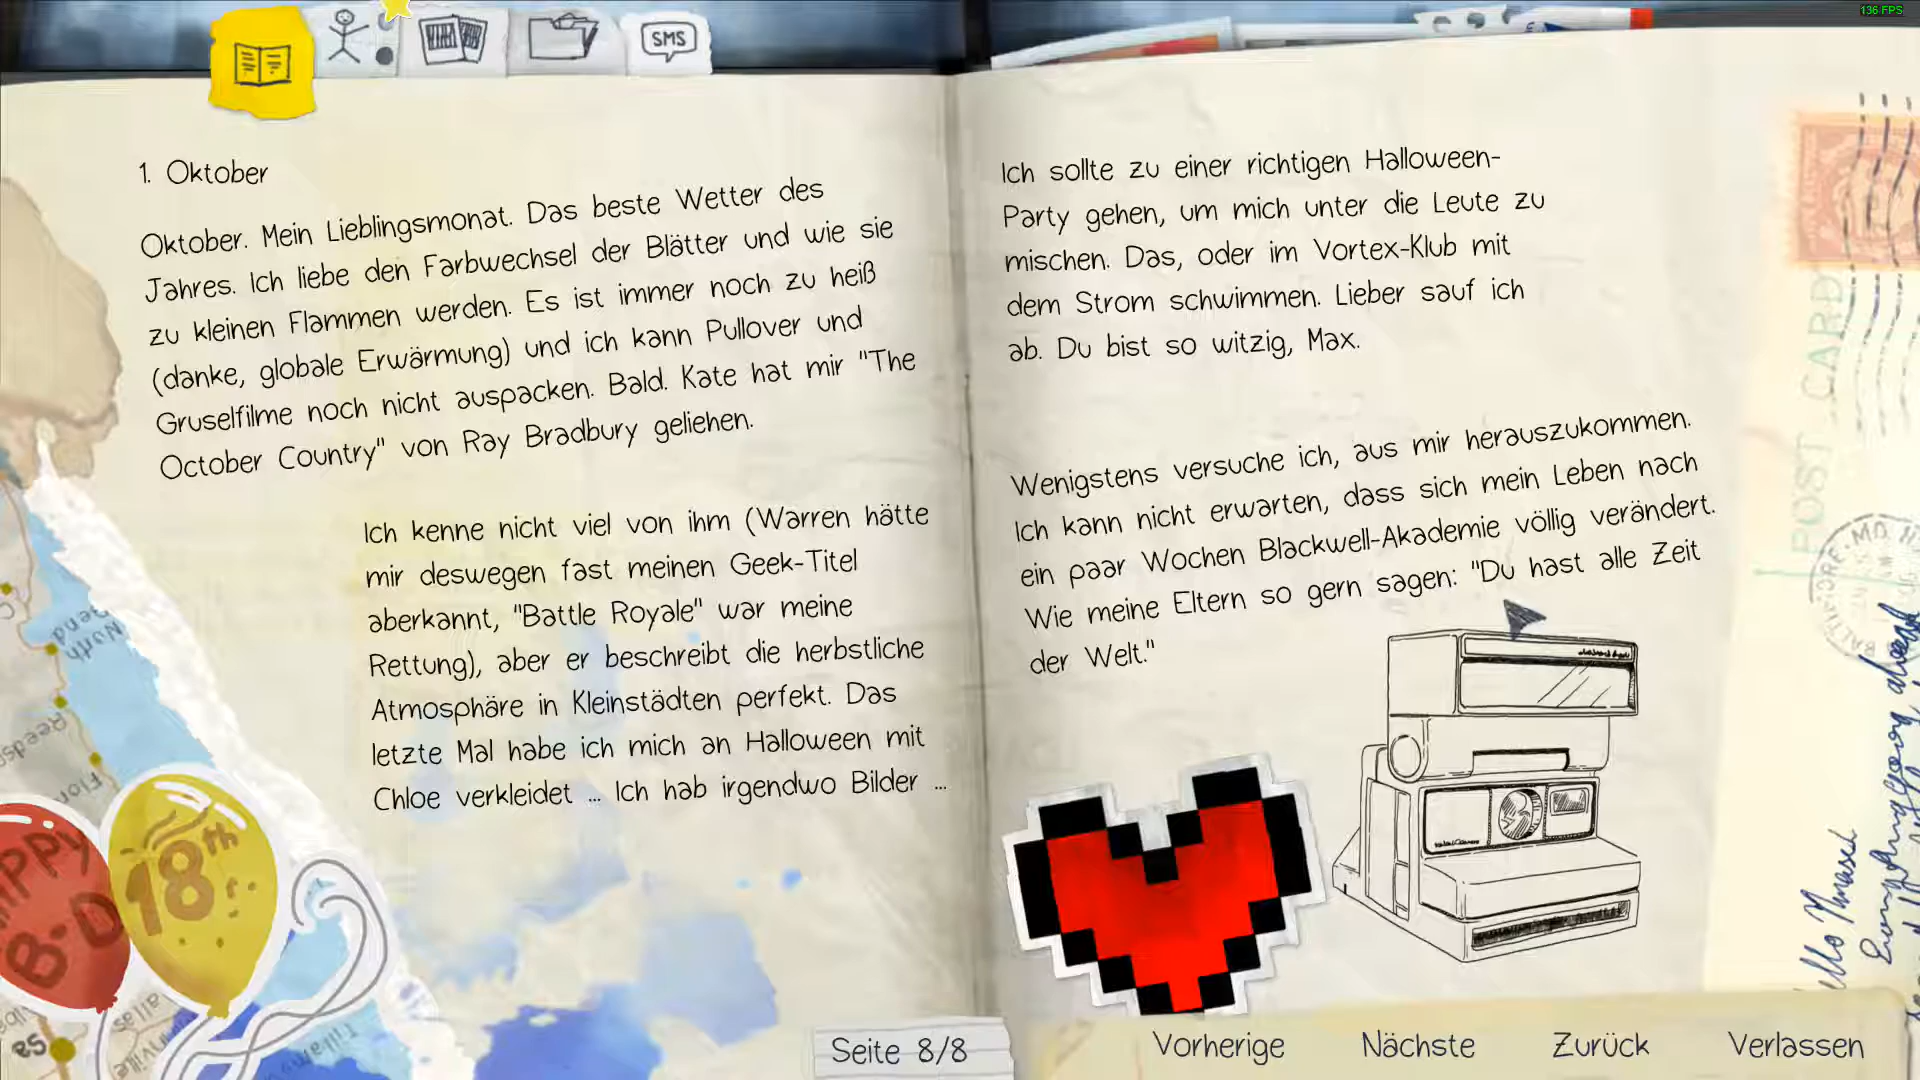 136 FPS
SMS
1. Oktober
Oktober. Mein Lieblingsmonat. Das beste Wetter des
Jahres. Ich liebe den Farbwechsel der Blätter und wie sie
zu kleinen Flammen werden. Es ist immer noch zu heiß
(danke, globale Erwärmung) und ich kann Pullover und
Gruselfilme noch nicht auspacken. Bald. Kate hat mir "The
October Country" von Ray Bradbury geliehen.
Ich kenne nicht viel von ihm (Warren hätte
mir deswegen fast meinen Geek-Titel
aberkannt, "Battle Royale" war meine
Rettung), aber er beschreibt die herbstliche
Atmosphäre in Kleinstädten perfekt. Das
letzte Mal habe ich mich an Halloween mit
Chloe verkleidet ... Ich hab irgendwo Bilder ...
Ich sollte zu einer richtigen Halloween-
Party gehen, um mich unter die Leute zu
mischen. Das, oder im Vortex-Klub mit
dem Strom schwimmen. Lieber sauf ich
ab. Du bist so witzig, Max.
Wenigstens versuche ich, aus mir herauszukommen.
Ich kann nicht erwarten, dass sich mein Leben nach
ein paar Wochen Blackwell-Akademie völlig verändert.
Wie meine Eltern so gern sagen: "Du hast alle Zeit
der Welt."
POST CARD
North
Bend
18th
B-D
Seite 8/8
Vorherige
Nächste
Zurück
Verlassen